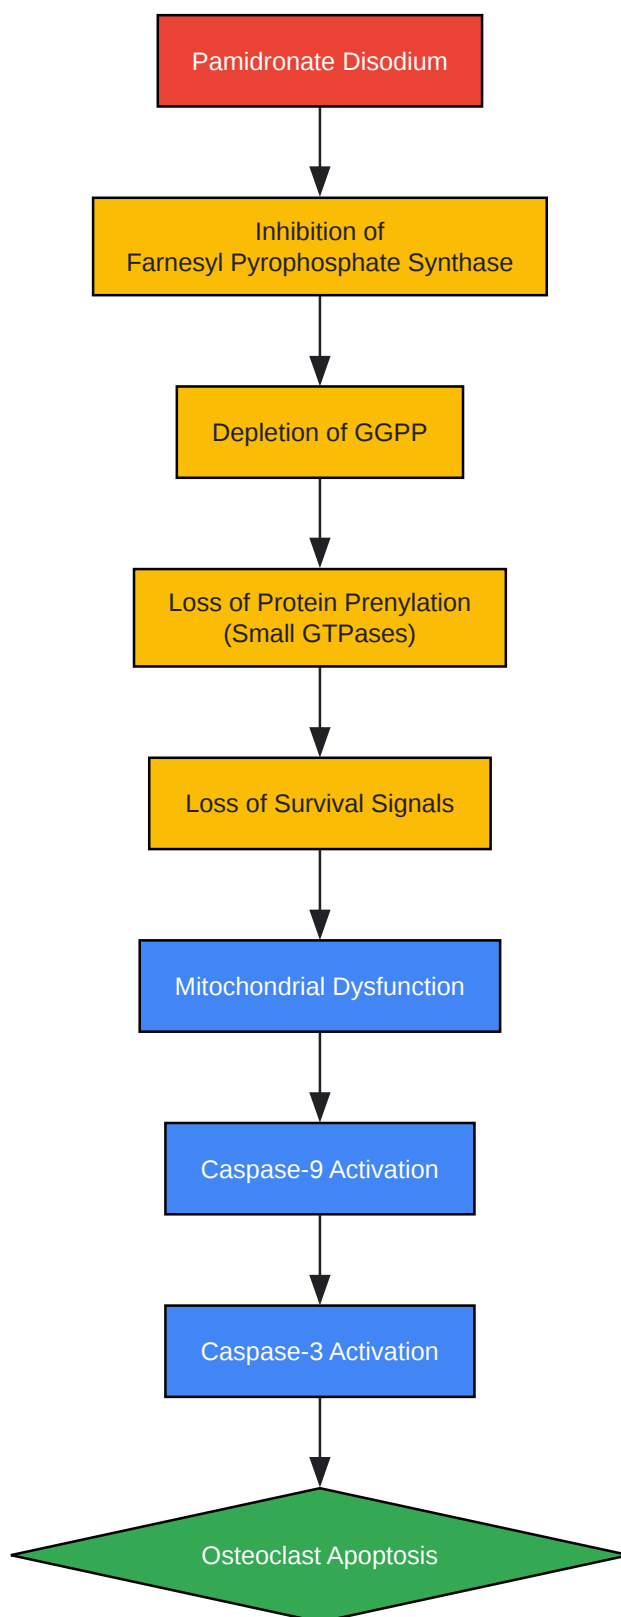 Pamidronate Disodium
Inhibition of
Farnesyl Pyrophosphate Synthase
Depletion of GGPP
Loss of Protein Prenylation
(Small GTPases)
Loss of Survival Signals
Mitochondrial Dysfunction
Caspase-9 Activation
Caspase-3 Activation
Osteoclast Apoptosis